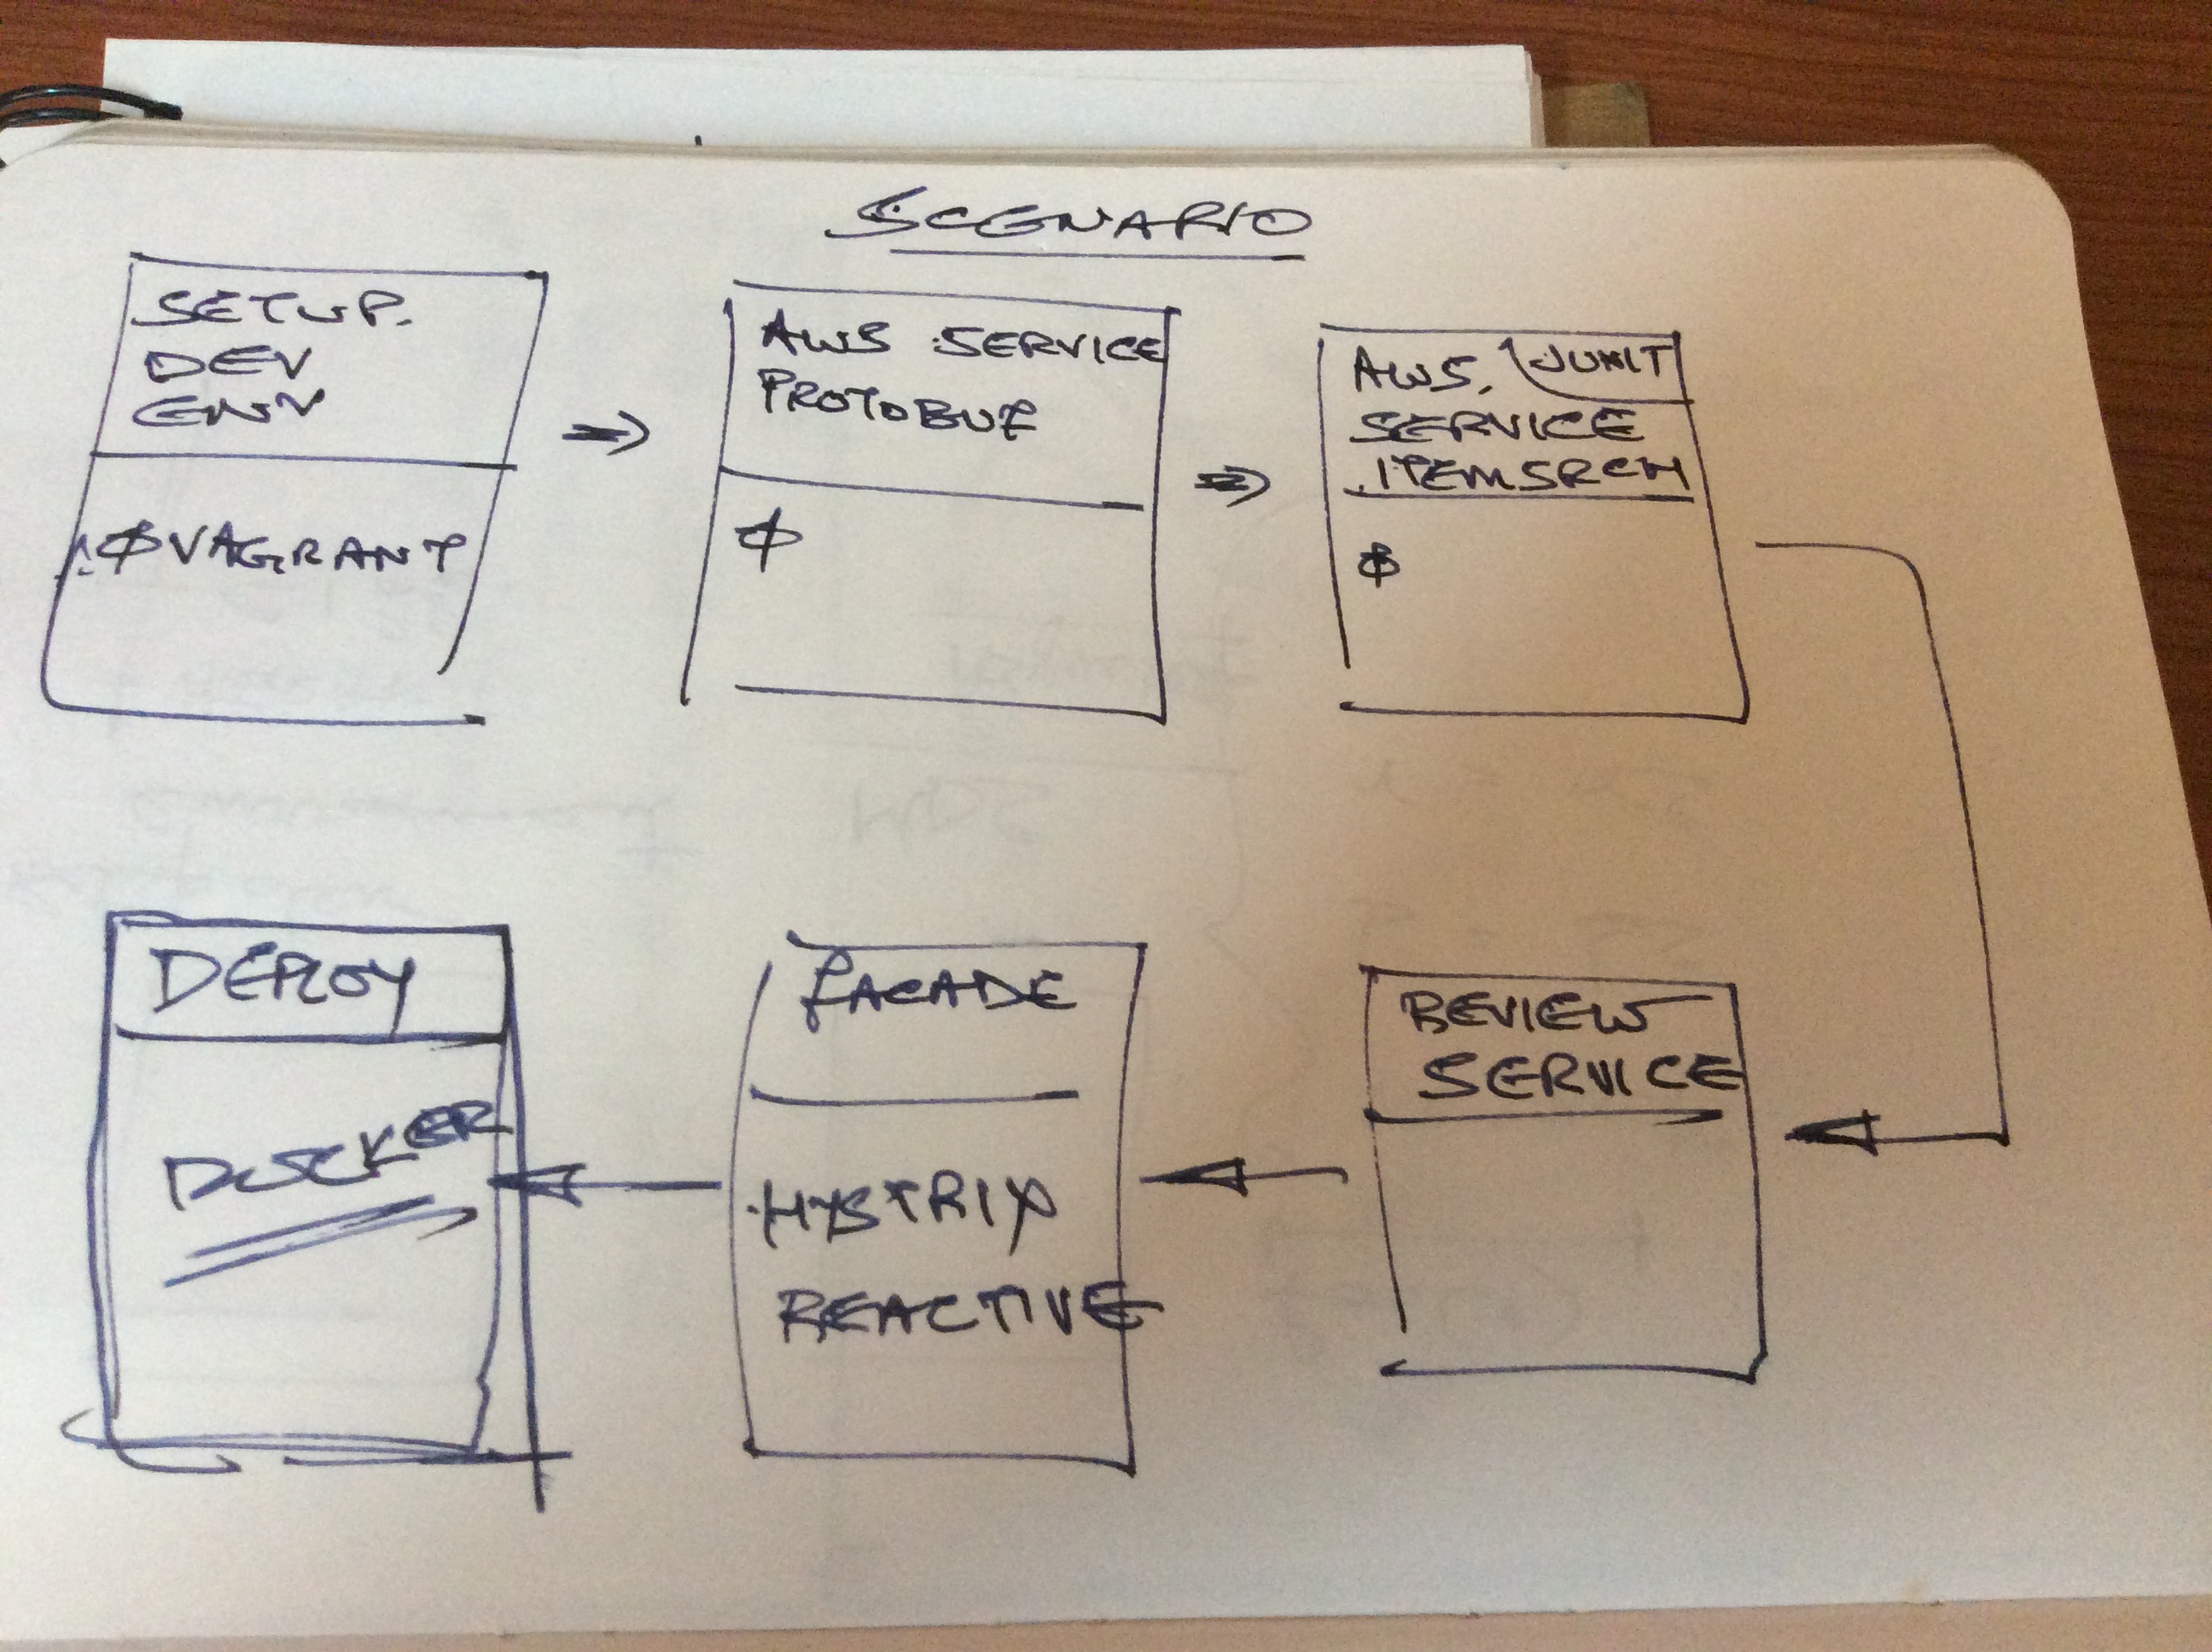 SCENARIO
SETUP.
DEV
ENV
$ VAGRANT
AWS SERVICE
PROTOBUF
$
AWS. JUNIT
SERVICE
ITEMSRCH
$
REVIEW
SERVICE
FACADE
HYSTRIX
REACTIVE
DEPLOY
DOCKER